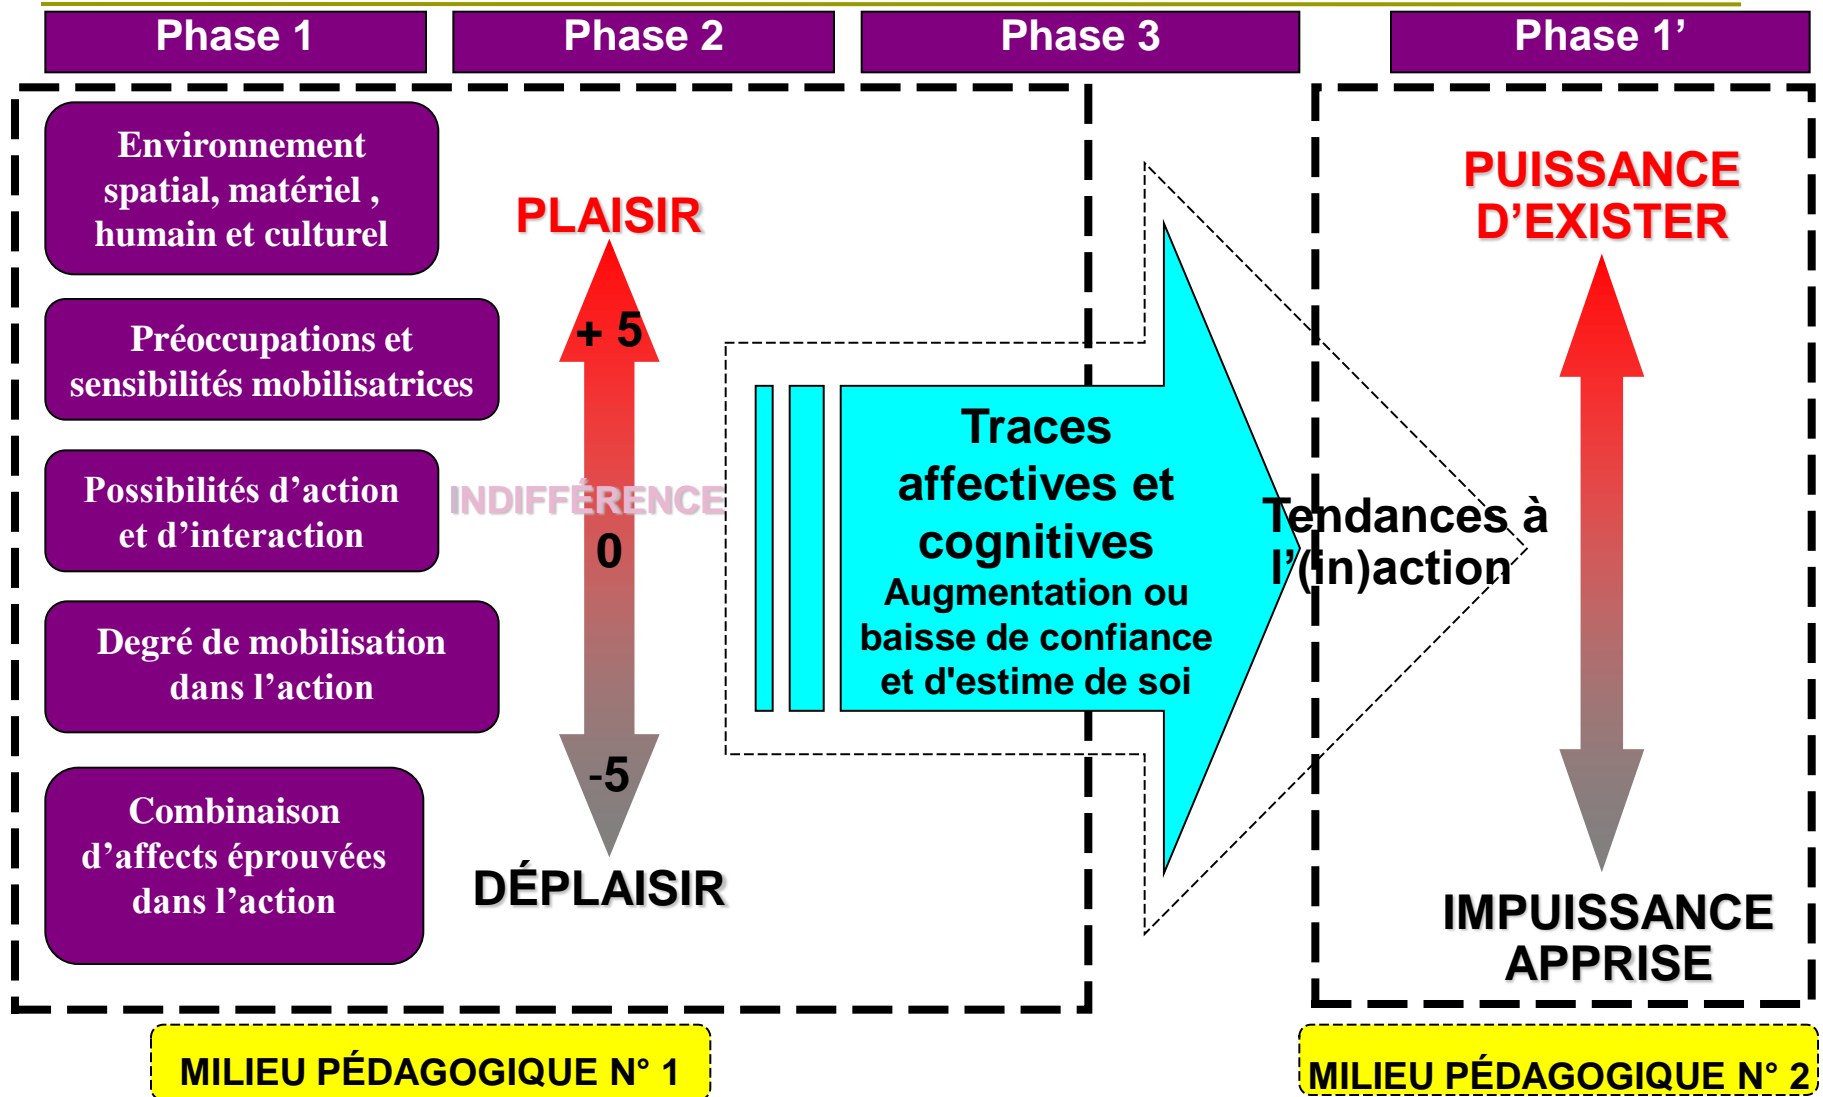 Phase 1
Phase 2
Phase 3
Phase 1’
Environnement
spatial, matériel ,
humain et culturel
Préoccupations et
sensibilités mobilisatrices
Possibilités d’action
et d’interaction
Degré de mobilisation
dans l’action
Combinaison
d’affects éprouvées
dans l’action
PLAISIR
+ 5
INDIFFÉRENCE
0
-5
DÉPLAISIR
Traces
affectives et
cognitives
Augmentation ou
baisse de confiance
et d'estime de soi
Tendances à
l’(in)action
PUISSANCE
D’EXISTER
IMPUISSANCE
APPRISE
MILIEU PÉDAGOGIQUE N° 1
MILIEU PÉDAGOGIQUE N° 2